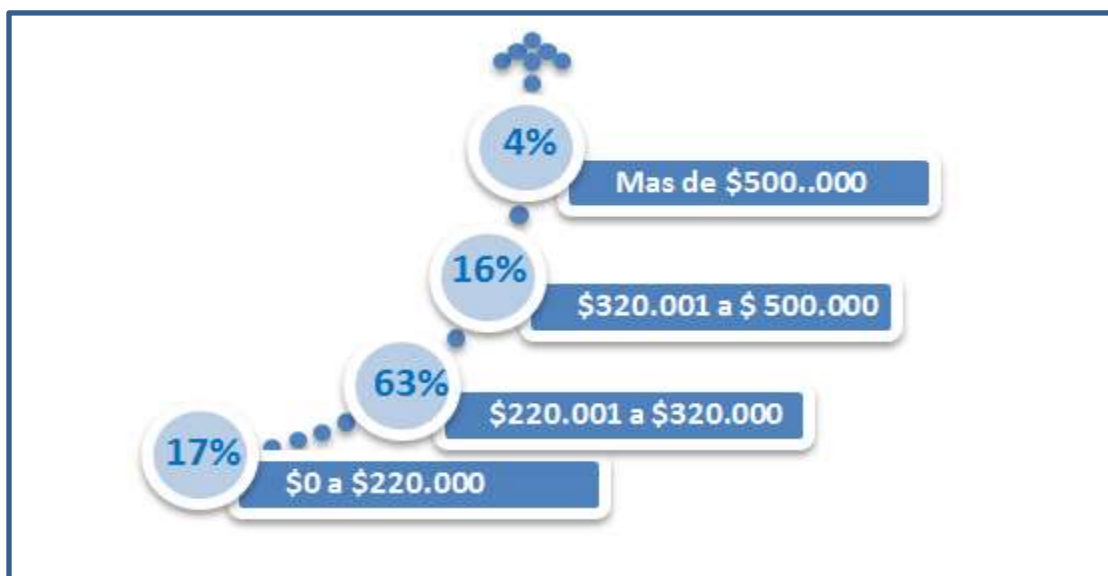 4%
Mas de $500..000
16%
$320.001 a $ 500.000
63%
$220.001 a $320.000
17%
$0 a $220.000